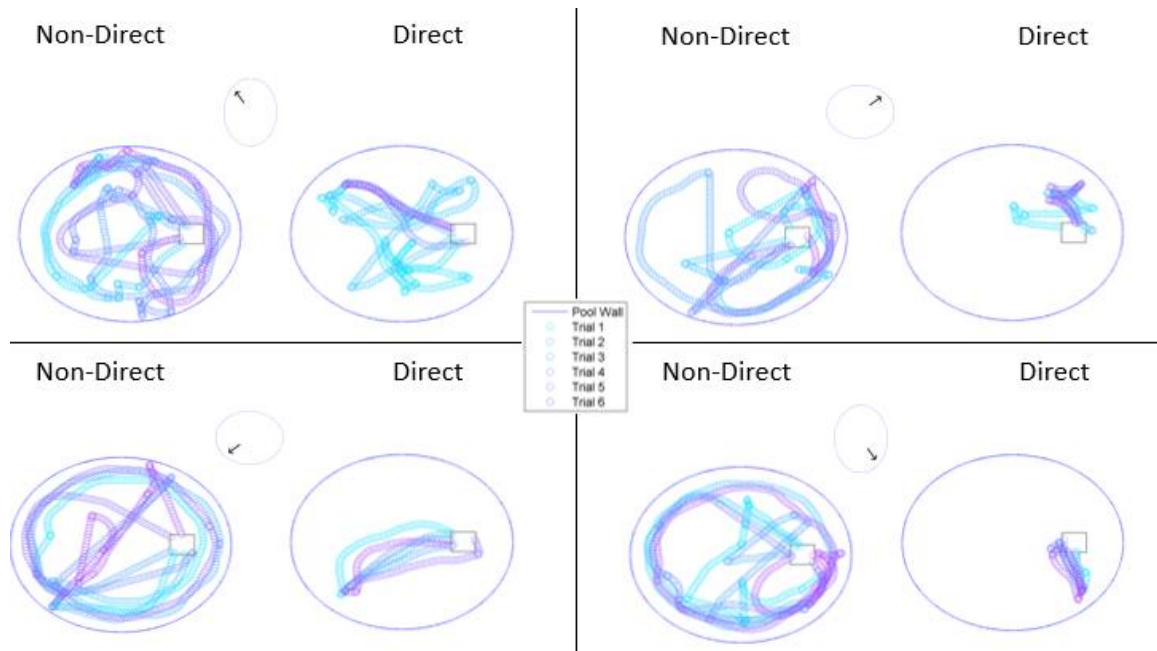 Non-Direct
Direct
Non-Direct
Direct
Pool Wall
Trial 1
Trial 2
Trial 3
Trial 4
Trial 5
Trial 6
Non-Direct
Direct
Non-Direct
Direct